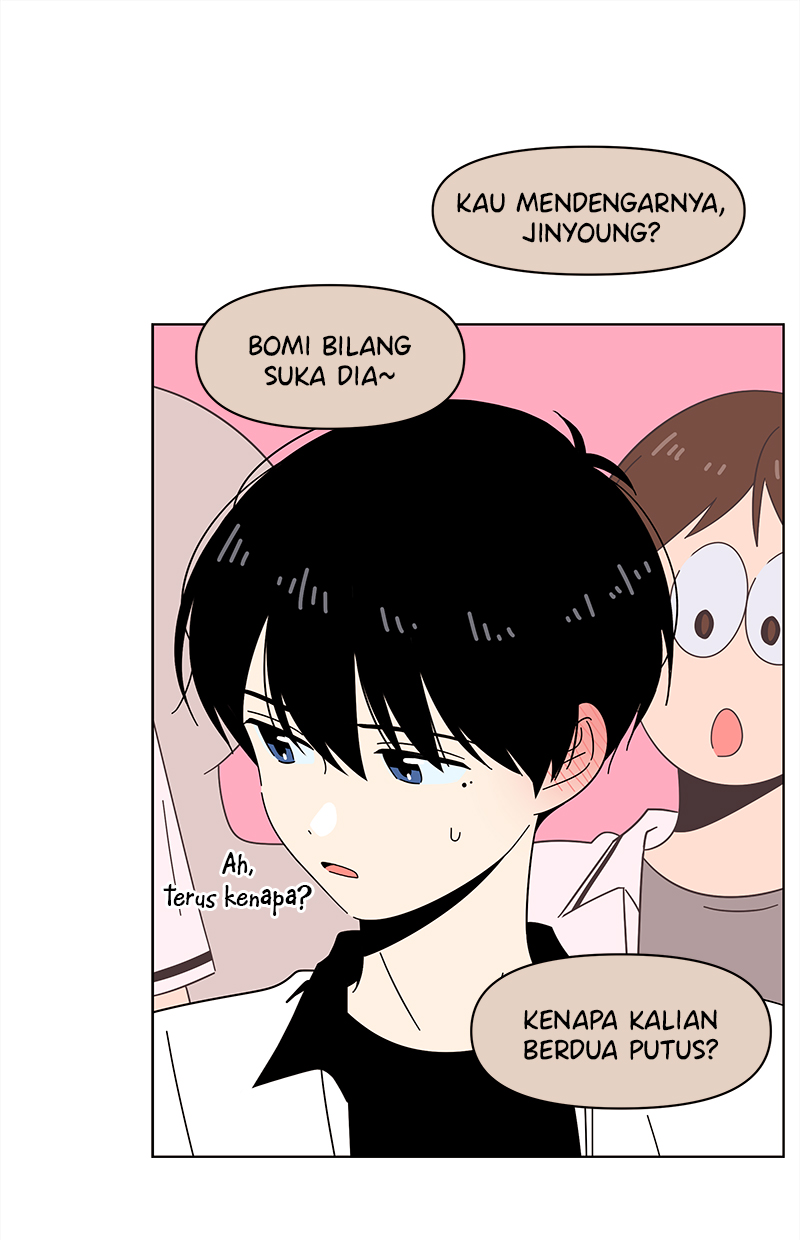 KAU MENDENGARNYA,
JINYOUNG?
BOMI BILANG
SUKA DIA~
Ah,
terus kenapa?
KENAPA KALIAN
BERDUA PUTUS?